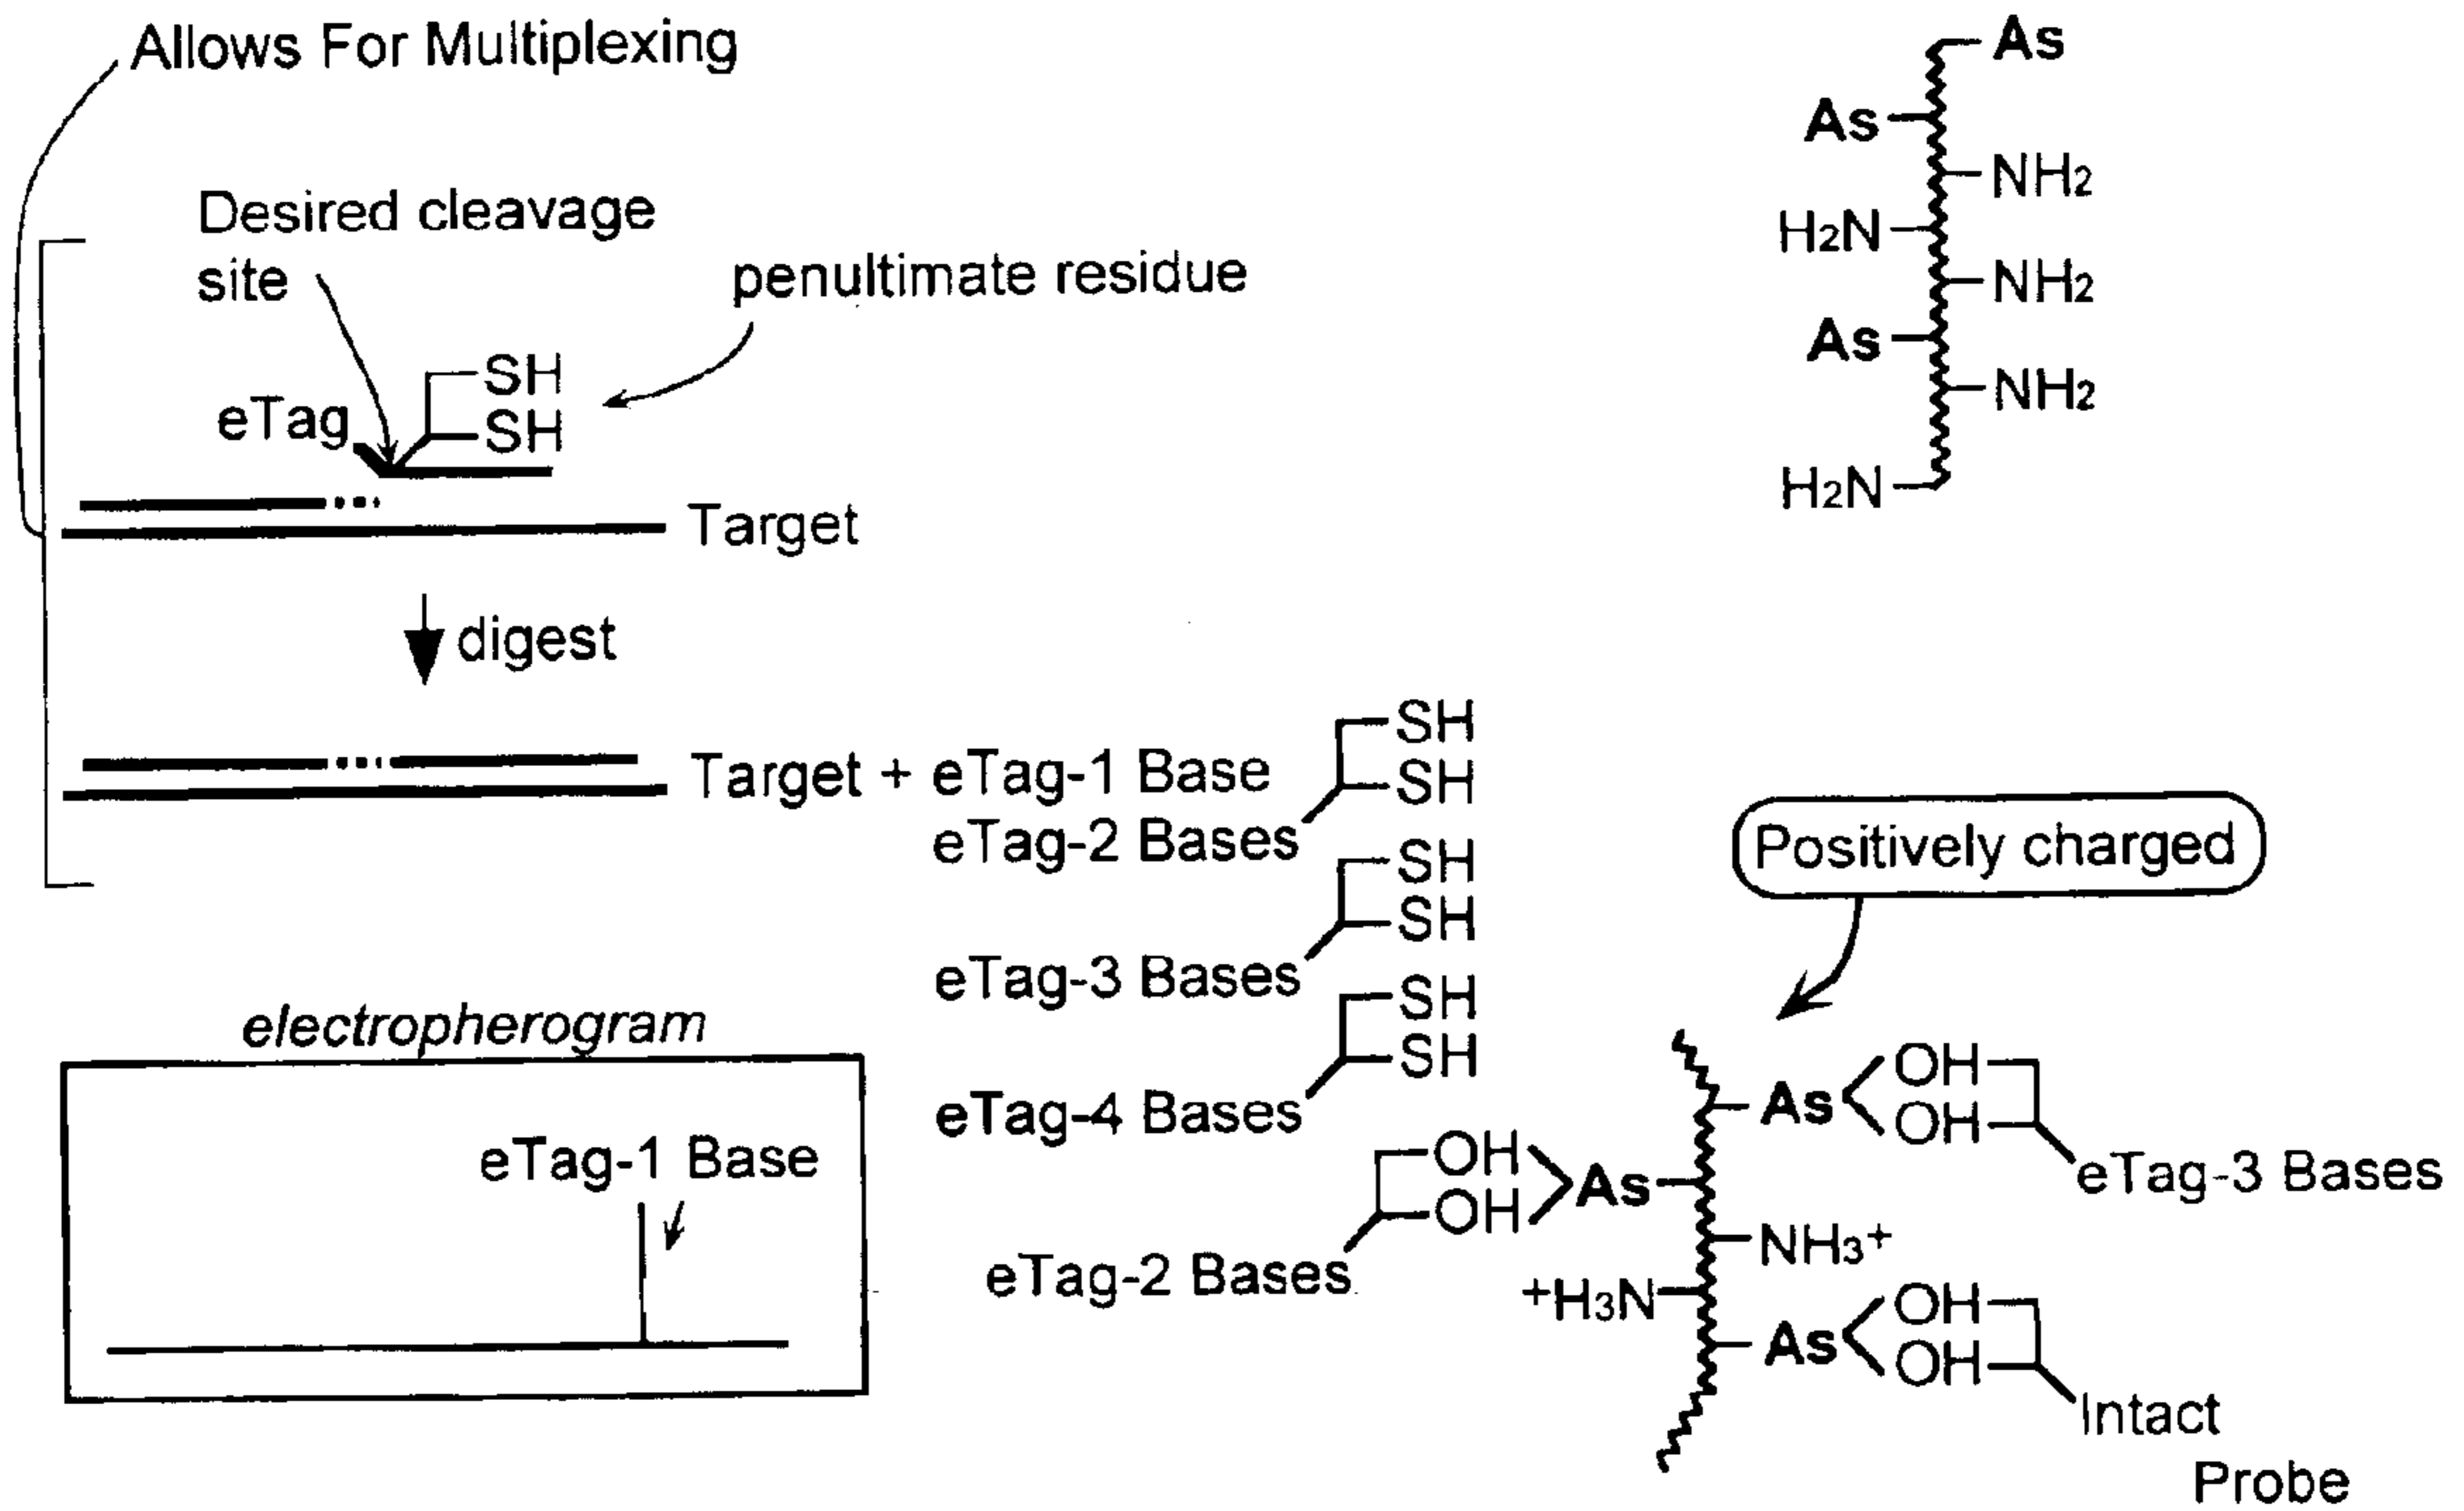 Allows For Multiplexing
Desired cleavage
site
penultimate residue
SH
SH
eTag
Target
digest
Target + eTag-1 Base
SH
SH
eTag-2 Bases
SH
SH
eTag-3 Bases
SH
SH
eTag-4 Bases
electropherogram
eTag-1 Base
As
As
NH2
H2N
NH2
As
NH2
H2N
Positively charged
As
OH
OH
eTag-3 Bases
OH
OH
As
eTag-2 Bases
NH3+
+H3N
As
OH
OH
Intact
Probe